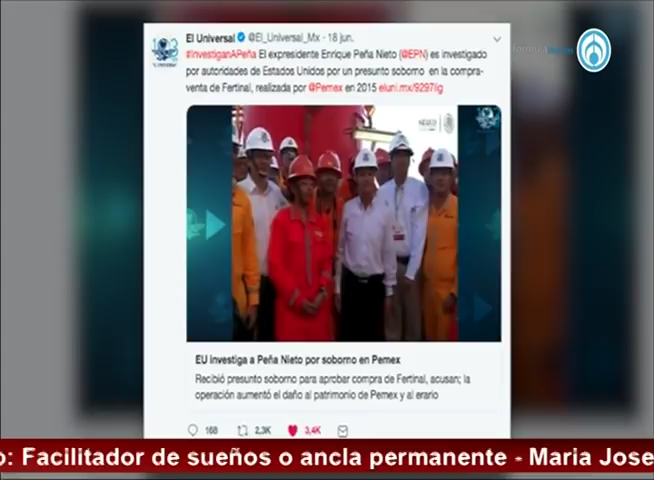 El Universal @El_Universal_Mx · 18 jun.
#InvestiganAPeña El expresidente Enrique Peña Nieto (@EPN) es investigado
por autoridades de Estados Unidos por un presunto soborno en la compra-
venta de Fertinal, realizada por @Pemex en 2015 eluni.mx/9297lig
MÉXICO
EU investiga a Peña Nieto por soborno en Pemex
Recibió presunto soborno para aprobar compra de Fertinal, acusan; la
operación aumentó el daño al patrimonio de Pemex y al erario
168 2,3K 3,4K
o: Facilitador de sueños o ancla permanente - Maria Jose